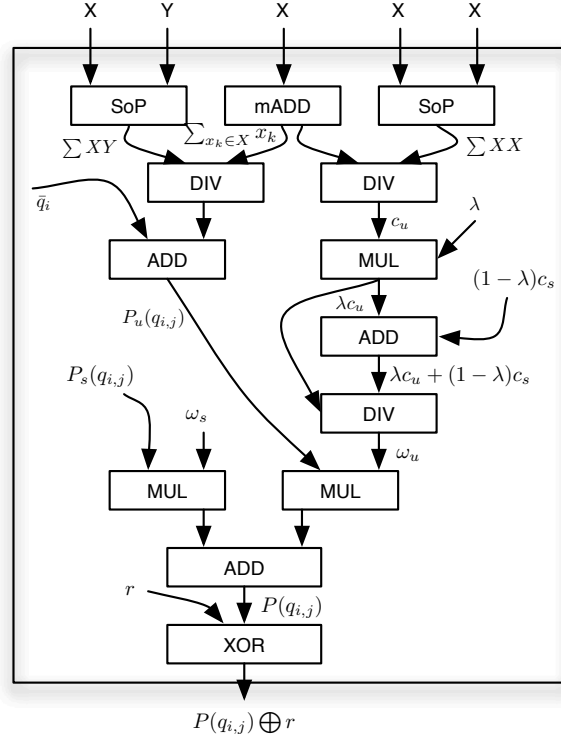 X Y X X X
SoP mADD SoP
∑ XY ∑_{x_k∈X} x_k ∑ XX
DIV DIV
q̄_i c_u λ
ADD MUL
(1 − λ)c_s
P_u(q_{i,j}) λc_u
ADD
P_s(q_{i,j}) λc_u + (1 − λ)c_s
ω_s DIV
ω_u
MUL MUL
ADD
r P(q_{i,j})
XOR
P(q_{i,j}) ⨁ r